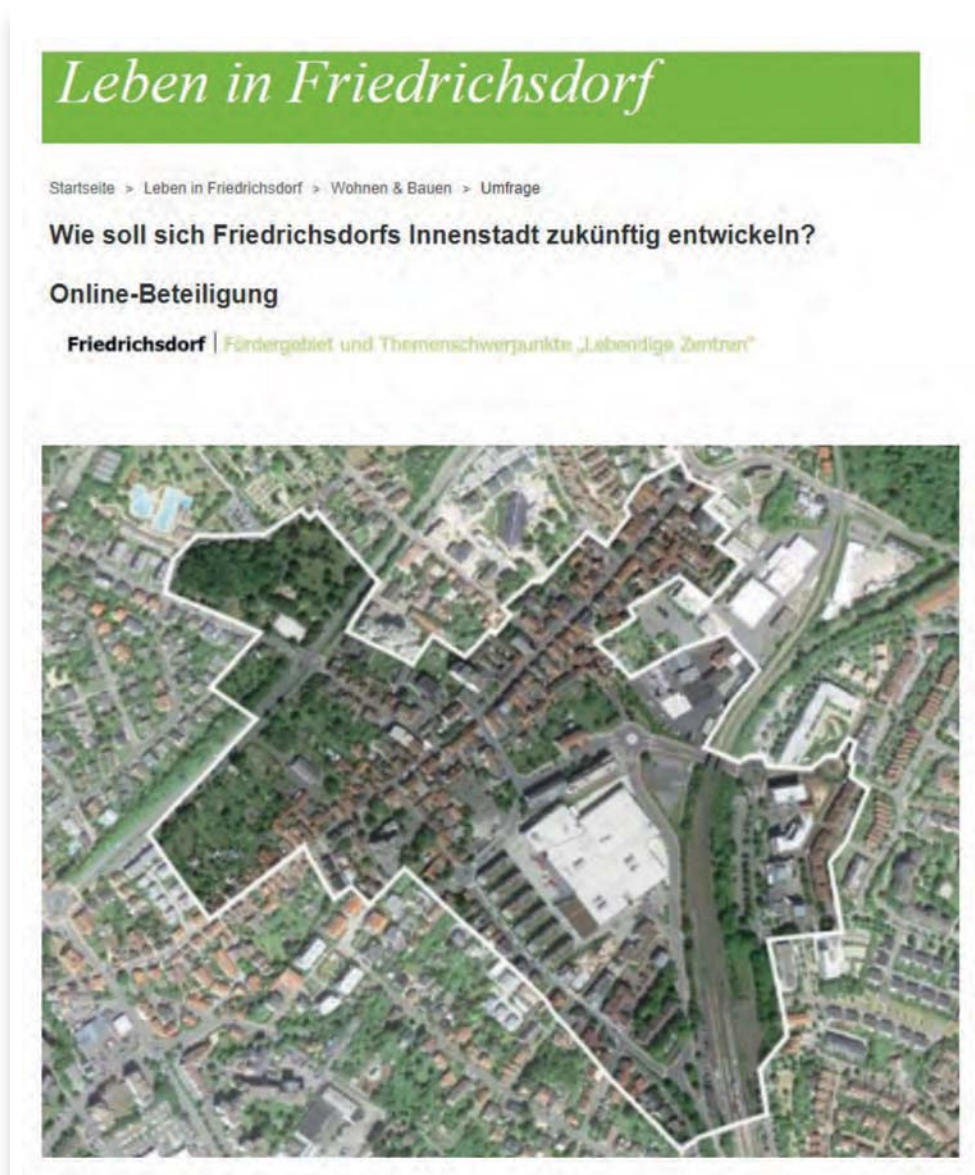 Leben in Friedrichsdorf
Startseite > Leben in Friedrichsdorf > Wohnen & Bauen > Umfrage
Wie soll sich Friedrichsdorfs Innenstadt zukünftig entwickeln?
Online-Beteiligung
Friedrichsdorf | Fördergebiet und Themenschwerpunkte „Lebendige Zentren"